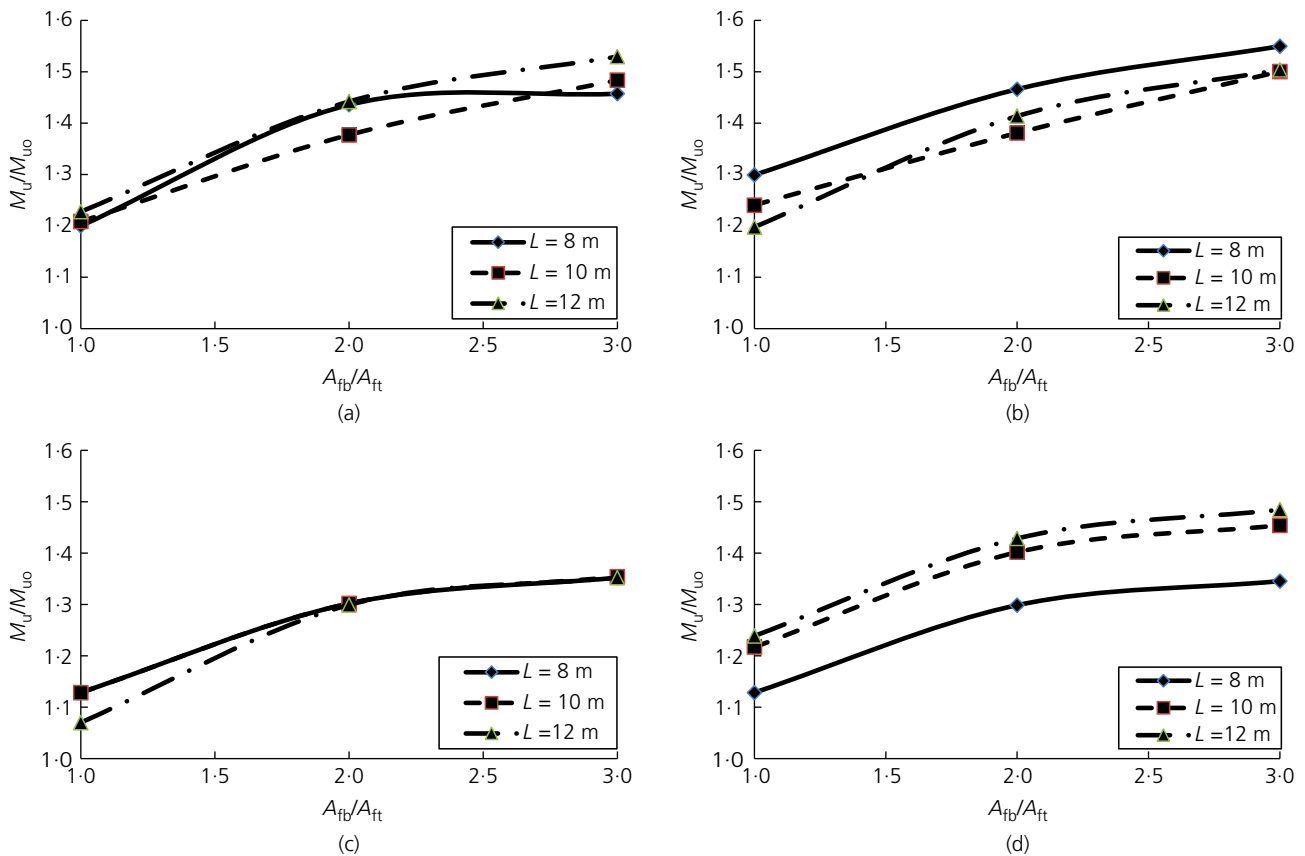 1·6
1·5
1·4
1·3
1·2
1·1
1·0
Mu/Muo
L = 8 m
L = 10 m
L =12 m
1·0 1·5 2·0 2·5 3·0
Afb/Aft
(a)
1·6
1·5
1·4
1·3
1·2
1·1
1·0
Mu/Muo
L = 8 m
L = 10 m
L =12 m
1·0 1·5 2·0 2·5 3·0
Afb/Aft
(b)
1·6
1·5
1·4
1·3
1·2
1·1
1·0
Mu/Muo
L = 8 m
L = 10 m
L =12 m
1·0 1·5 2·0 2·5 3·0
Afb/Aft
(c)
1·6
1·5
1·4
1·3
1·2
1·1
1·0
Mu/Muo
L = 8 m
L = 10 m
L =12 m
1·0 1·5 2·0 2·5 3·0
Afb/Aft
(d)